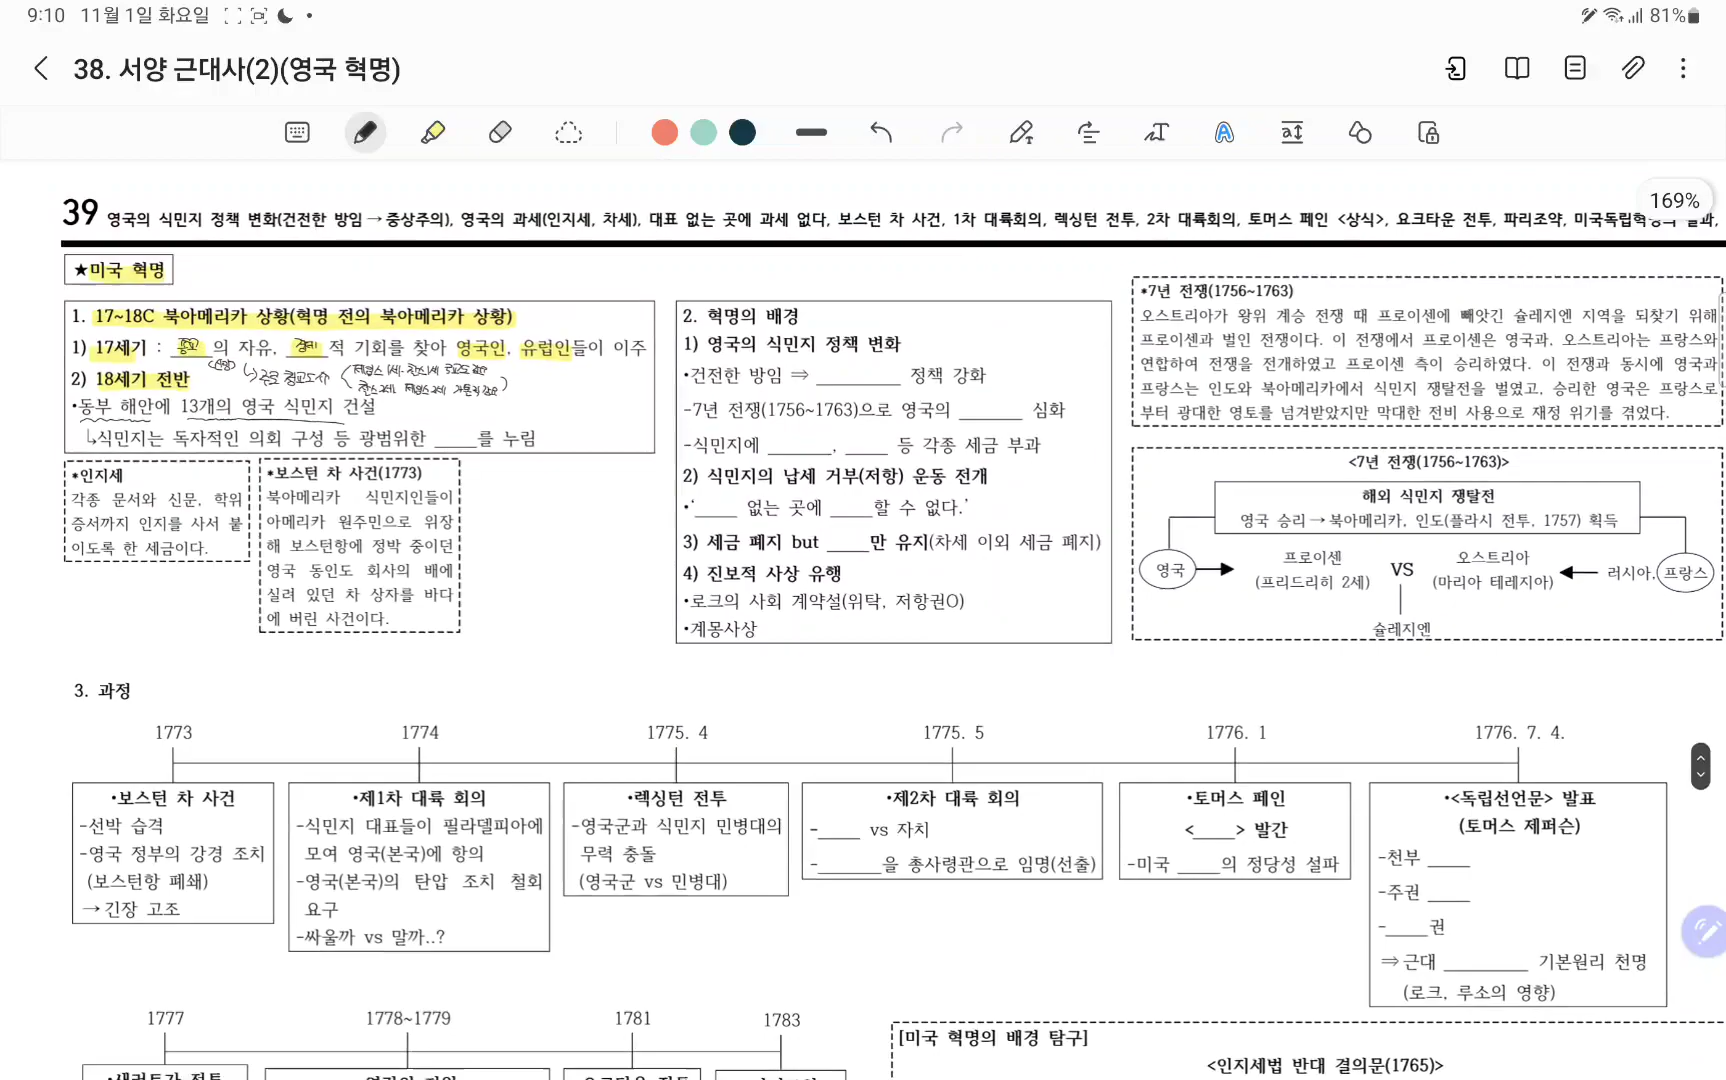 9:10 11월 1일 화요일
81%
38. 서양 근대사(2)(영국 혁명)
169%
39 영국의 식민지 정책 변화(건전한 방임→중상주의), 영국의 과세(인지세, 차세), 대표 없는 곳에 과세 없다, 보스턴 차 사건, 1차 대륙회의, 렉싱턴 전투, 2차 대륙회의, 토머스 페인 <상식>, 요크타운 전투, 파리조약, 미국독립혁명의 결과,
★미국 혁명
1. 17~18C 북아메리카 상황(혁명 전의 북아메리카 상황)
1) 17세기 : 종교의 자유, 경제적 기회를 찾아 영국인, 유럽인들이 이주
(신앙) 주로 청교도사
2) 18세기 전반
•동부 해안에 13개의 영국 식민지 건설
↳식민지는 독자적인 의회 구성 등 광범위한 ____를 누림
*인지세
각종 문서와 신문, 학위
증서까지 인지를 사서 붙
이도록 한 세금이다.
*보스턴 차 사건(1773)
북아메리카 식민지인들이
아메리카 원주민으로 위장
해 보스턴항에 정박 중이던
영국 동인도 회사의 배에
실려 있던 차 상자를 바다
에 버린 사건이다.
2. 혁명의 배경
1) 영국의 식민지 정책 변화
•건전한 방임 ⇒ ________ 정책 강화
-7년 전쟁(1756~1763)으로 영국의 ______ 심화
-식민지에 ______, ____ 등 각종 세금 부과
2) 식민지의 납세 거부(저항) 운동 전개
•‘____ 없는 곳에 ____할 수 없다.’
3) 세금 폐지 but ____만 유지(차세 이외 세금 폐지)
4) 진보적 사상 유행
•로크의 사회 계약설(위탁, 저항권O)
•계몽사상
*7년 전쟁(1756~1763)
오스트리아가 왕위 계승 전쟁 때 프로이센에 빼앗긴 슐레지엔 지역을 되찾기 위해
프로이센과 벌인 전쟁이다. 이 전쟁에서 프로이센은 영국과, 오스트리아는 프랑스와
연합하여 전쟁을 전개하였고 프로이센 측이 승리하였다. 이 전쟁과 동시에 영국과
프랑스는 인도와 북아메리카에서 식민지 쟁탈전을 벌였고, 승리한 영국은 프랑스로
부터 광대한 영토를 넘겨받았지만 막대한 전비 사용으로 재정 위기를 겪었다.
<7년 전쟁(1756~1763)>
해외 식민지 쟁탈전
영국 승리→북아메리카, 인도(플라시 전투, 1757) 획득
영국 → 프로이센 (프리드리히 2세) VS 오스트리아 (마리아 테레지아) ← 러시아, 프랑스
슐레지엔
3. 과정
1773
•보스턴 차 사건
-선박 습격
-영국 정부의 강경 조치
(보스턴항 폐쇄)
→긴장 고조
1774
•제1차 대륙 회의
-식민지 대표들이 필라델피아에
모여 영국(본국)에 항의
-영국(본국)의 탄압 조치 철회
요구
-싸울까 vs 말까..?
1775. 4
•렉싱턴 전투
-영국군과 식민지 민병대의
무력 충돌
(영국군 vs 민병대)
1775. 5
•제2차 대륙 회의
-____ vs 자치
-______을 총사령관으로 임명(선출)
1776. 1
•토머스 페인
<____> 발간
-미국 ____의 정당성 설파
1776. 7. 4.
•<독립선언문> 발표
(토머스 제퍼슨)
-천부 ____
-주권 ____
-____권
⇒근대 ________ 기본원리 천명
(로크, 루소의 영향)
1777
1778~1779
1781
1783
[미국 혁명의 배경 탐구]
<인지세법 반대 결의문(1765)>